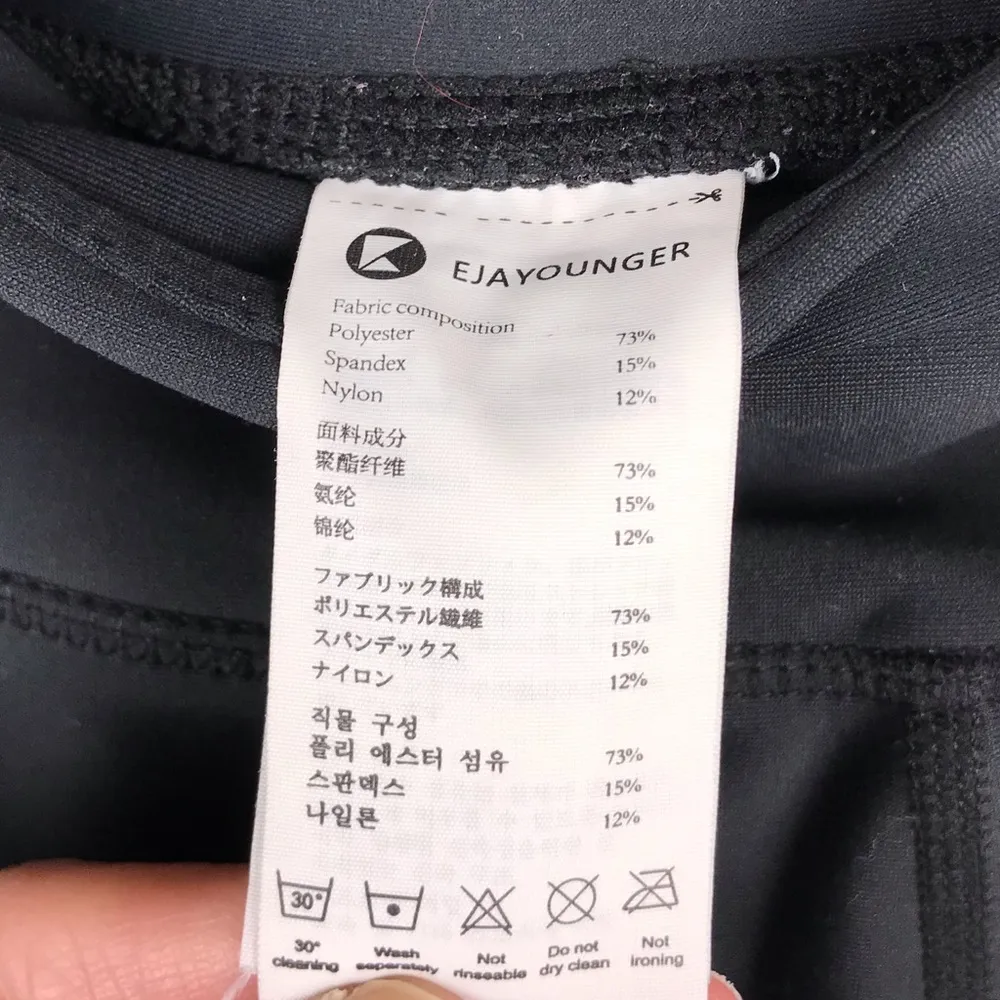 EJAYOUNGER
Fabric composition
Polyester 73%
Spandex 15%
Nylon 12%
面料成分
聚酯纤维 73%
氨纶 15%
锦纶 12%
ファブリック構成
ポリエステル繊維 73%
スパンデックス 15%
ナイロン 12%
직물 구성
폴리 에스터 섬유 73%
스판덱스 15%
나일론 12%
30°
30° cleaning
Wash separately
Not rinseable
Do not dry clean
Not ironing